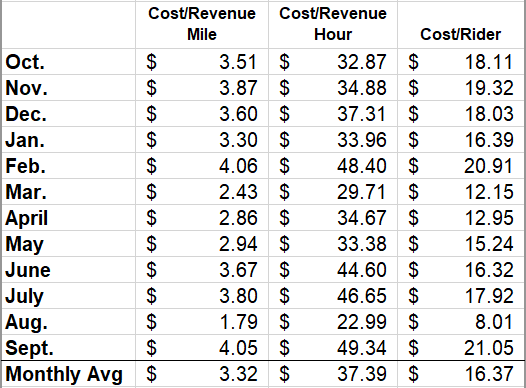 Cost/Revenue Cost/Revenue
Mile Hour Cost/Rider
Oct. $ 3.51 $ 32.87 $ 18.11
Nov. $ 3.87 $ 34.88 $ 19.32
Dec. $ 3.60 $ 37.31 $ 18.03
Jan. $ 3.30 $ 33.96 $ 16.39
Feb. $ 4.06 $ 48.40 $ 20.91
Mar. $ 2.43 $ 29.71 $ 12.15
April $ 2.86 $ 34.67 $ 12.95
May $ 2.94 $ 33.38 $ 15.24
June $ 3.67 $ 44.60 $ 16.32
July $ 3.80 $ 46.65 $ 17.92
Aug. $ 1.79 $ 22.99 $ 8.01
Sept. $ 4.05 $ 49.34 $ 21.05
Monthly Avg $ 3.32 $ 37.39 $ 16.37